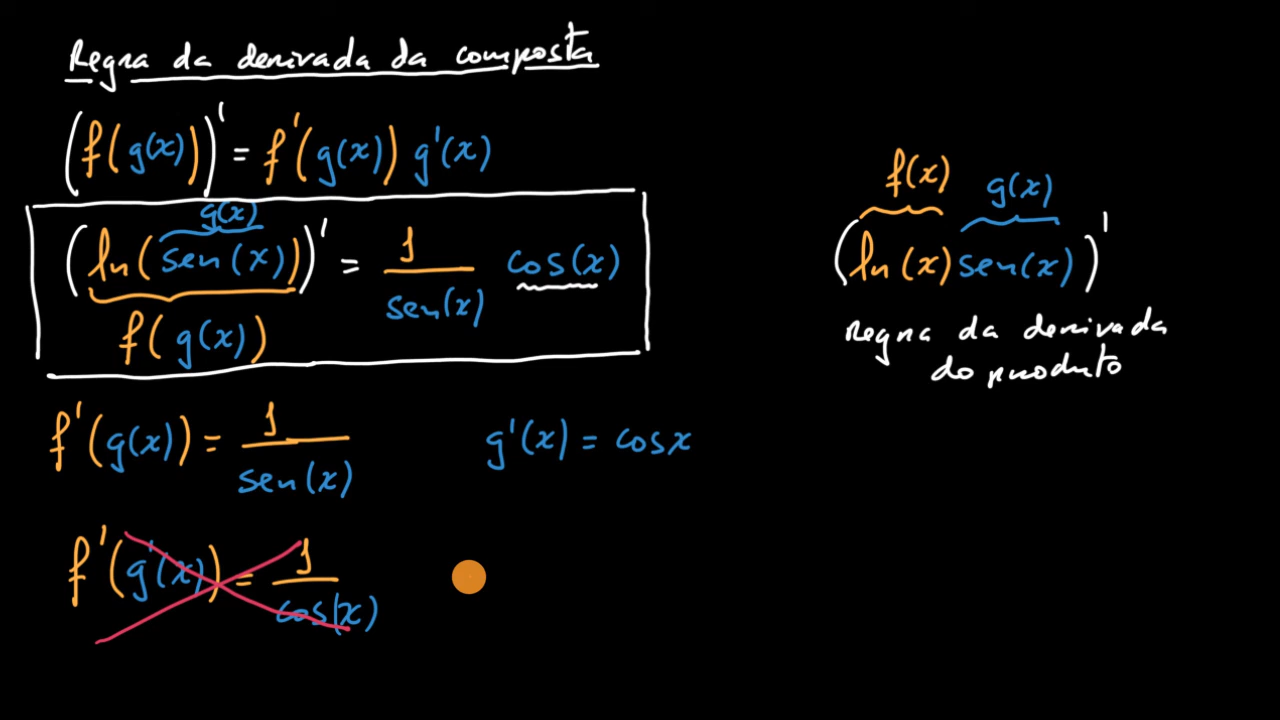 Regra da derivada da composta
(f(g(x)))' = f'(g(x)) g'(x)
g(x)
(ln(sen(x)))' = 1/sen(x) cos(x)
f(g(x))
f'(g(x)) = 1/sen(x) g'(x) = cosx
f'(g'(x)) = 1/cos(x)
f(x) g(x)
(ln(x)sen(x))'
Regra da derivada
do produto